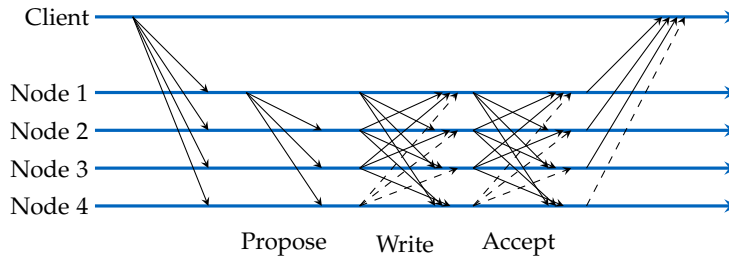 Client
Node 1
Node 2
Node 3
Node 4
Propose Write Accept